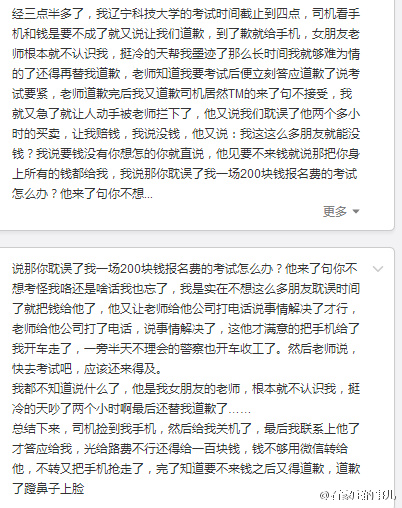 经三点多了，我辽宁科技大学的考试时间截止到四点，司机看手
机和钱是要不成了就又说让我们道歉，到了歉就给手机，女朋友老
师根本就不认识我，挺冷的天帮我墨迹了那么长时间我就够难为情
的了还得再替我道歉，老师知道我要考试后便立刻答应道歉了说考
试要紧，老师道歉完后我又道歉司机居然TM的来了句不接受，我
就又急了就让人动手被老师拦下了，他又说我们耽误了他两个多小
时的买卖，让我赔钱，我说没钱，他又说：我这这么多朋友就能没
钱？我说要钱没有你想怎的你就直说，他见要不来钱就说那把你身
上所有的钱都给我，我说那你耽误了我一场200块钱报名费的考试
怎么办？他来了句你不想...
更多
说那你耽误了我一场200块钱报名费的考试怎么办？他来了句你不
想考怪我咯还是啥话我也忘了，我是实在不想这么多朋友耽误时间
了就把钱给他了，他又让老师给他公司打电话说事情解决了才行，
老师给他公司打了电话，说事情解决了，这他才满意的把手机给了
我开车走了，一旁半天不理会的警察也开车收工了。然后老师说，
快去考试吧，应该还来得及。
我都不知道说什么了，他是我女朋友的老师，根本就不认识我，挺
冷的天吵了两个小时啊最后还替我道歉了……
总结下来，司机捡到我手机，然后给我关机了，最后我联系上他了
才答应给我，光给路费不行还得给一百块钱，钱不够用微信转给
他，不转又把手机抢走了，完了知道要不来钱之后又得道歉，道歉
了蹬鼻子上脸